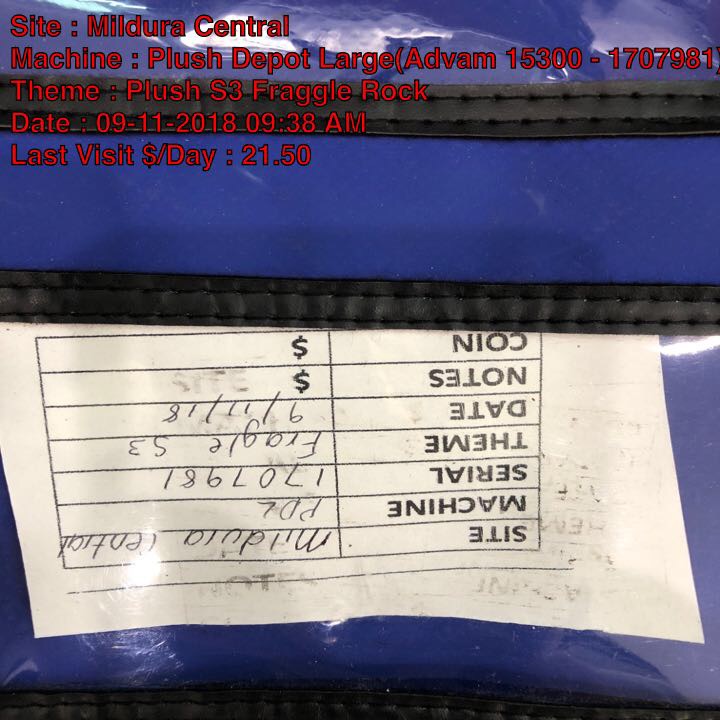 Site : Mildura Central
Machine : Plush Depot Large(Advam 15300 - 1707981)
Theme : Plush S3 Fraggle Rock
Date : 09-11-2018 09:38 AM
Last Visit $/Day : 21.50
SITE Mildura Central
MACHINE PDL
SERIAL 1707981
THEME Fragle S3
DATE 9/11/18
NOTES $
COIN $